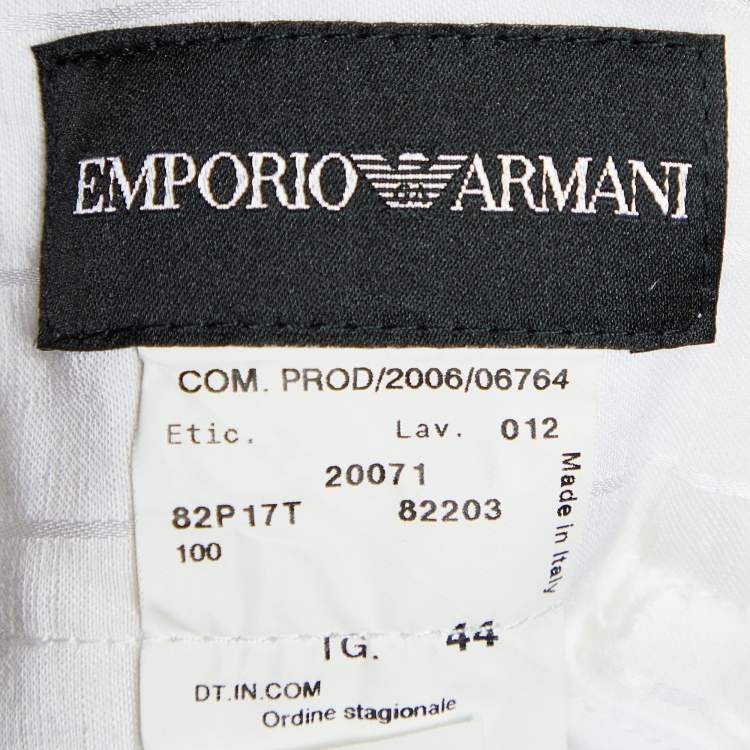 EMPORIO GA ARMANI
COM. PROD/2006/06764
Etic. Lav. 012
20071
82P17T 82203
100
Made in Italy
TG. 44
DT.IN.COM
Ordine stagionale